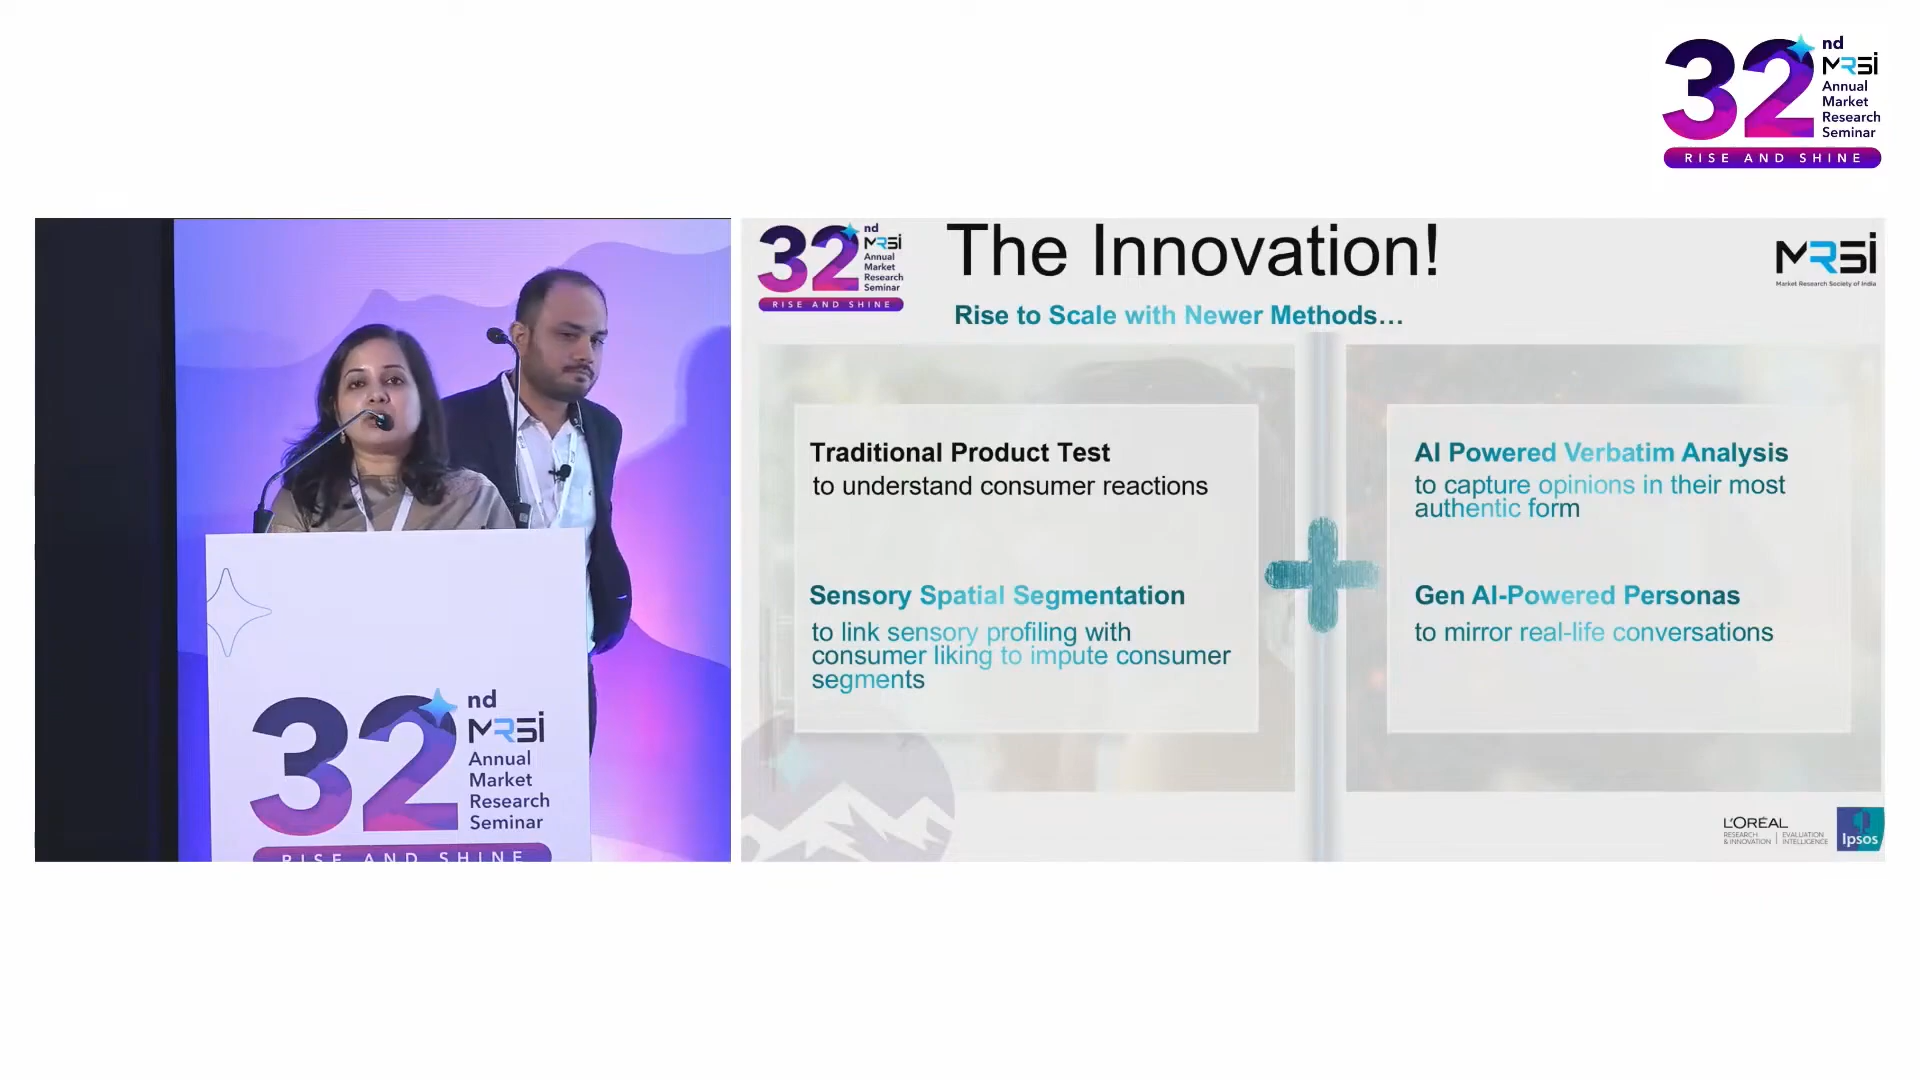 32nd
MRSI
Annual
Market
Research
Seminar
RISE AND SHINE
32nd
MRSI
Annual
Market
Research
Seminar
RISE AND SHINE
The Innovation!
MRSI
Market Research Society of India
Rise to Scale with Newer Methods...
Traditional Product Test
to understand consumer reactions
Sensory Spatial Segmentation
to link sensory profiling with
consumer liking to impute consumer
segments
AI Powered Verbatim Analysis
to capture opinions in their most
authentic form
Gen AI-Powered Personas
to mirror real-life conversations
L'ORÉAL
RESEARCH
& INNOVATION
EVALUATION
INTELLIGENCE
Ipsos
32nd
MRSI
Annual
Market
Research
Seminar
RISE AND SHINE